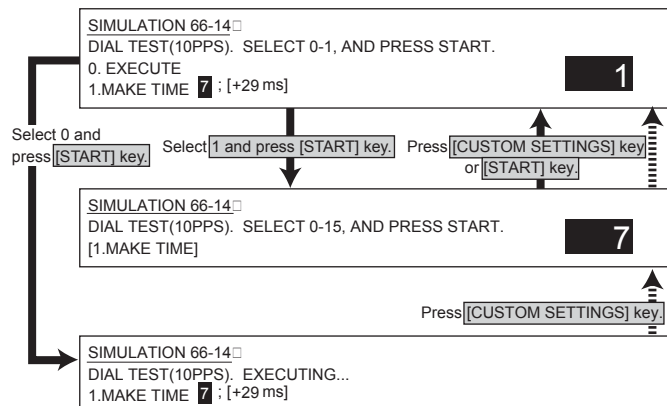 SIMULATION 66-14□
DIAL TEST(10PPS). SELECT 0-1, AND PRESS START.
0. EXECUTE
1.MAKE TIME 7 ; [+29 ms]
1
Select 0 and
press [START] key.
Select 1 and press [START] key.
Press [CUSTOM SETTINGS] key
or [START] key.
SIMULATION 66-14□
DIAL TEST(10PPS). SELECT 0-15, AND PRESS START.
[1.MAKE TIME]
7
Press [CUSTOM SETTINGS] key.
SIMULATION 66-14□
DIAL TEST(10PPS). EXECUTING...
1.MAKE TIME 7 ; [+29 ms]